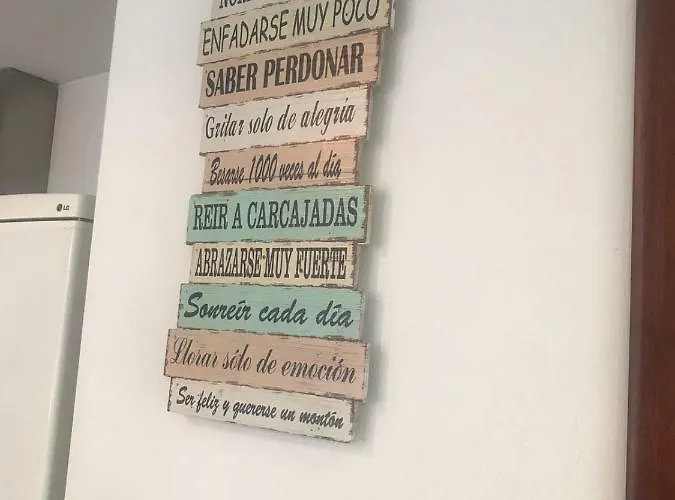 ENFADARSE MUY POCO
SABER PERDONAR
Gritar solo de alegría
Besarse 1000 veces al día
REIR A CARCAJADAS
ABRAZARSE MUY FUERTE
Sonreír cada día
Llorar sólo de emoción
Ser feliz y quererse un montón
LG